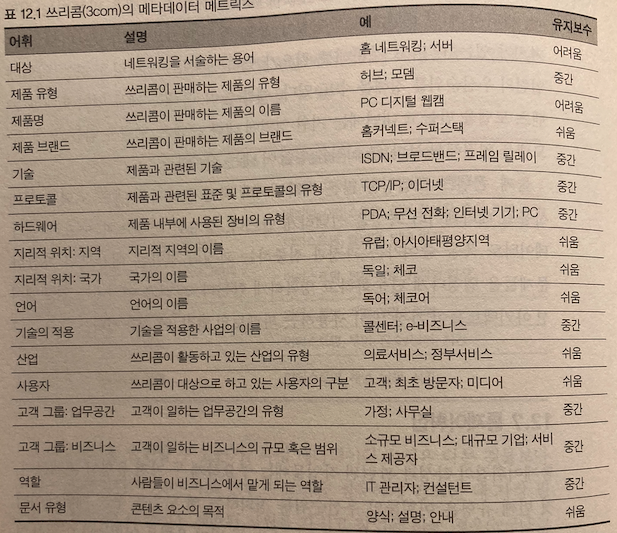 표 12.1 쓰리콤(3com)의 메타데이터 메트릭스
어휘 설명 예 유지보수
대상 네트워킹을 서술하는 용어 홈 네트워킹; 서버 어려움
제품 유형 쓰리콤이 판매하는 제품의 유형 허브; 모뎀 중간
제품명 쓰리콤이 판매하는 제품의 이름 PC 디지털 웹캠 어려움
제품 브랜드 쓰리콤이 판매하는 제품의 브랜드 홈커넥트; 수퍼스택 쉬움
기술 제품과 관련된 기술 ISDN; 브로드밴드; 프레임 릴레이 중간
프로토콜 제품과 관련된 표준 및 프로토콜의 유형 TCP/IP; 이더넷 중간
하드웨어 제품 내부에 사용된 장비의 유형 PDA; 무선 전화; 인터넷 기기; PC 중간
지리적 위치: 지역 지리적 지역의 이름 유럽; 아시아태평양지역 쉬움
지리적 위치: 국가 국가의 이름 독일; 체코 쉬움
언어 언어의 이름 독어; 체코어 쉬움
기술의 적용 기술을 적용한 사업의 이름 콜센터; e-비즈니스 중간
산업 쓰리콤이 활동하고 있는 산업의 유형 의료서비스; 정부서비스 쉬움
사용자 쓰리콤이 대상으로 하고 있는 사용자의 구분 고객; 최초 방문자; 미디어 쉬움
고객 그룹: 업무공간 고객이 일하는 업무공간의 유형 가정; 사무실 중간
고객 그룹: 비즈니스 고객이 일하는 비즈니스의 규모 혹은 범위 소규모 비즈니스; 대규모 기업; 서비
스 제공자 중간
역할 사람들이 비즈니스에서 맡게 되는 역할 IT 관리자; 컨설턴트 중간
문서 유형 콘텐츠 요소의 목적 양식; 설명; 안내 쉬움